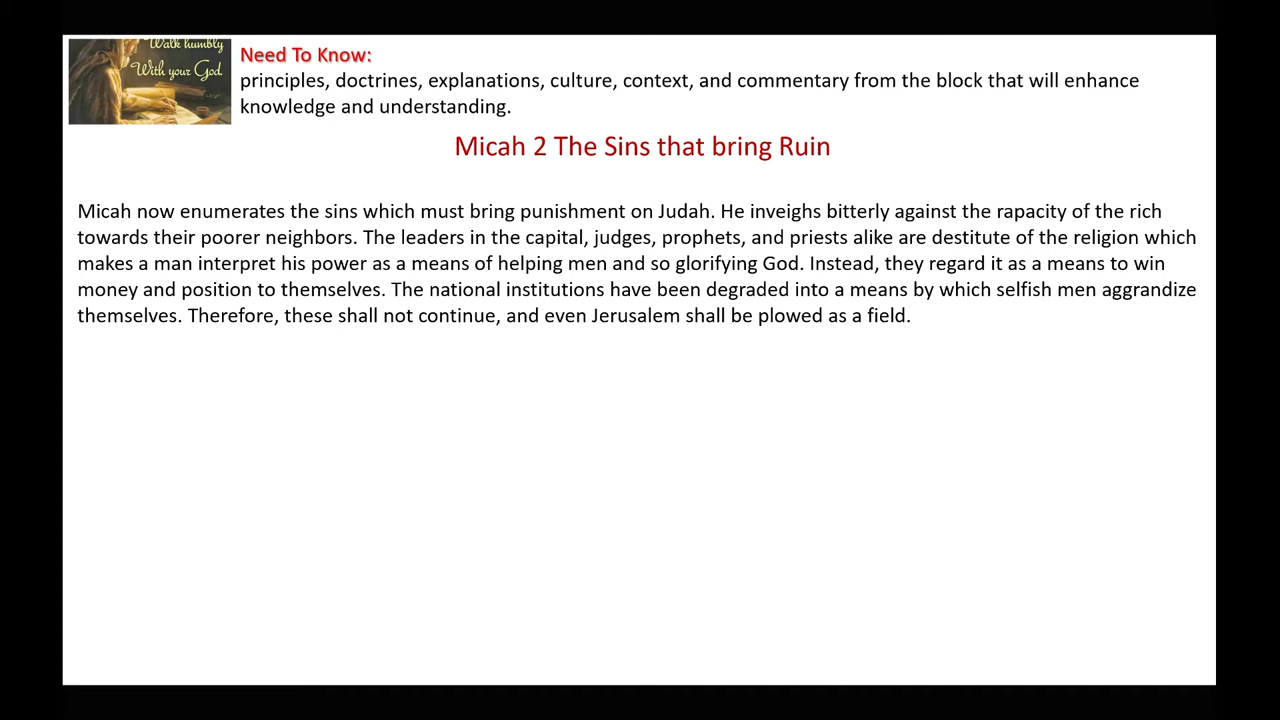 Walk humbly
With your God.
Need To Know:
principles, doctrines, explanations, culture, context, and commentary from the block that will enhance
knowledge and understanding.
Micah 2 The Sins that bring Ruin
Micah now enumerates the sins which must bring punishment on Judah. He inveighs bitterly against the rapacity of the rich
towards their poorer neighbors. The leaders in the capital, judges, prophets, and priests alike are destitute of the religion which
makes a man interpret his power as a means of helping men and so glorifying God. Instead, they regard it as a means to win
money and position to themselves. The national institutions have been degraded into a means by which selfish men aggrandize
themselves. Therefore, these shall not continue, and even Jerusalem shall be plowed as a field.